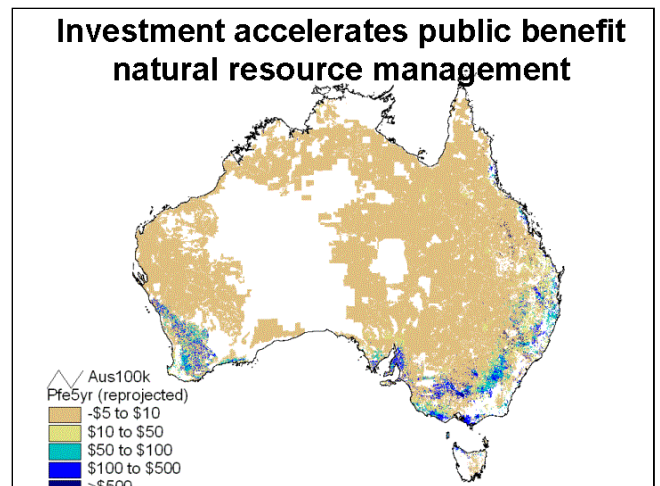 Investment accelerates public benefit
natural resource management
Aus100k
Pfe5yr (reprojected)
-$5 to $10
$10 to $50
$50 to $100
$100 to $500
>$500